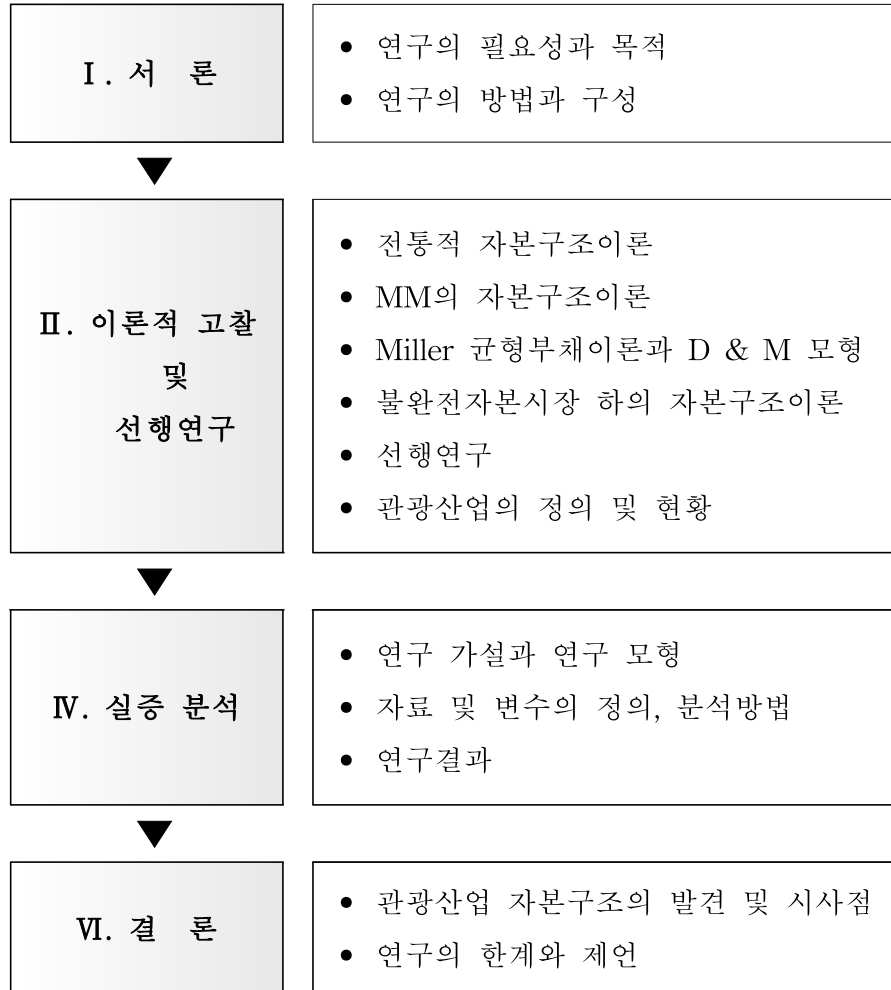 Ⅰ. 서 론
• 연구의 필요성과 목적
• 연구의 방법과 구성
Ⅱ. 이론적 고찰
및
선행연구
• 전통적 자본구조이론
• MM의 자본구조이론
• Miller 균형부채이론과 D & M 모형
• 불완전자본시장 하의 자본구조이론
• 선행연구
• 관광산업의 정의 및 현황
Ⅳ. 실증 분석
• 연구 가설과 연구 모형
• 자료 및 변수의 정의, 분석방법
• 연구결과
Ⅵ. 결 론
• 관광산업 자본구조의 발견 및 시사점
• 연구의 한계와 제언